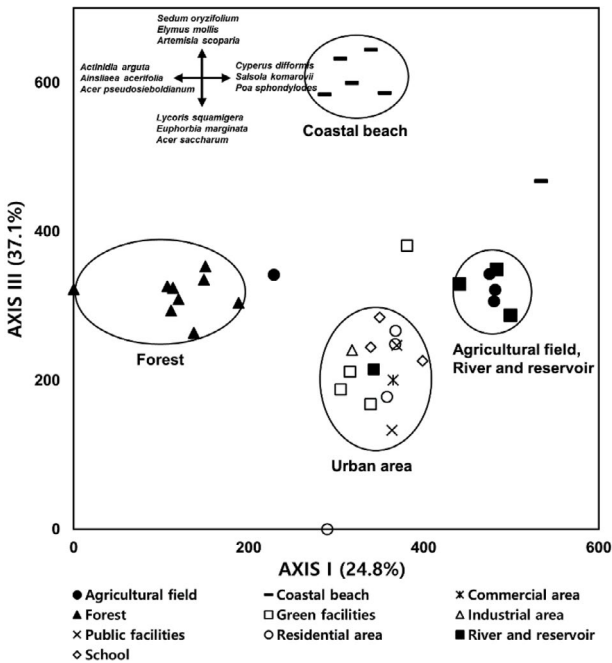 AXIS III (37.1%)
600
400
200
0
Sedum oryzifolium
Elymus mollis
Artemisia scoparia
Actinidia arguta
Ainsliaea acerifolia
Acer pseudosieboldianum
Cyperus difformis
Salsola komarovii
Poa sphondylodes
Lycoris squamigera
Euphorbia marginata
Acer saccharum
Coastal beach
Forest
Agricultural field,
River and reservoir
Urban area
0
200
400
600
AXIS I (24.8%)
Agricultural field
Coastal beach
Commercial area
Forest
Green facilities
Industrial area
Public facilities
Residential area
River and reservoir
School